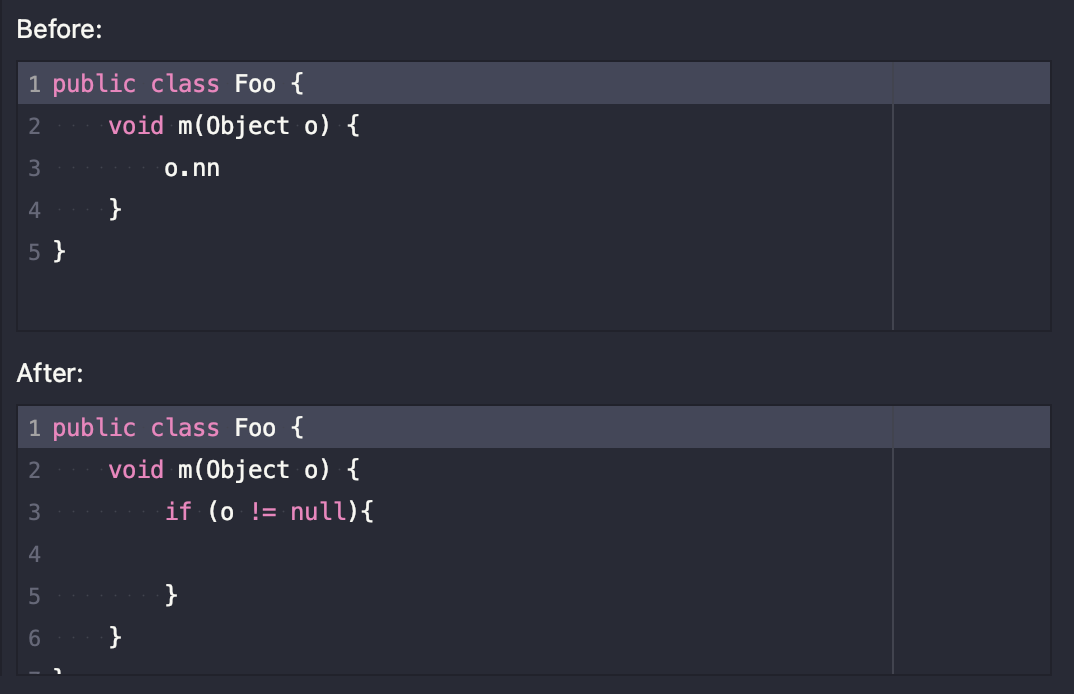 Before:
1 public class Foo {
2     void m(Object o) {
3         o.nn
4     }
5 }
After:
1 public class Foo {
2     void m(Object o) {
3         if (o != null){
4
5         }
6     }